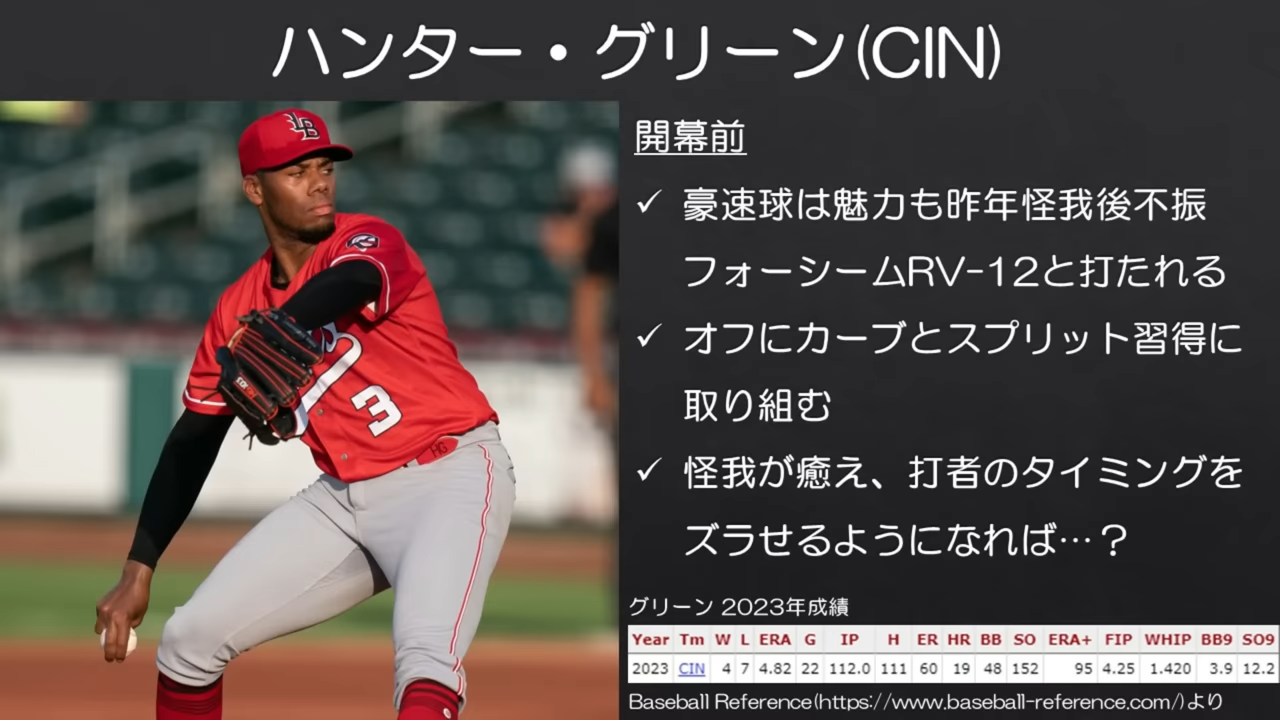 ハンター・グリーン(CIN)
LB
3
HG
開幕前
✓ 豪速球は魅力も昨年怪我後不振
フォーシームRV-12と打たれる
✓ オフにカーブとスプリット習得に
取り組む
✓ 怪我が癒え、打者のタイミングを
ズラせるようになれば…？
グリーン 2023年成績
Year Tm W L ERA G IP H ER HR BB SO ERA+ FIP WHIP BB9 SO9
2023 CIN 4 7 4.82 22 112.0 111 60 19 48 152 95 4.25 1.420 3.9 12.2
Baseball Reference(https://www.baseball-reference.com/)より